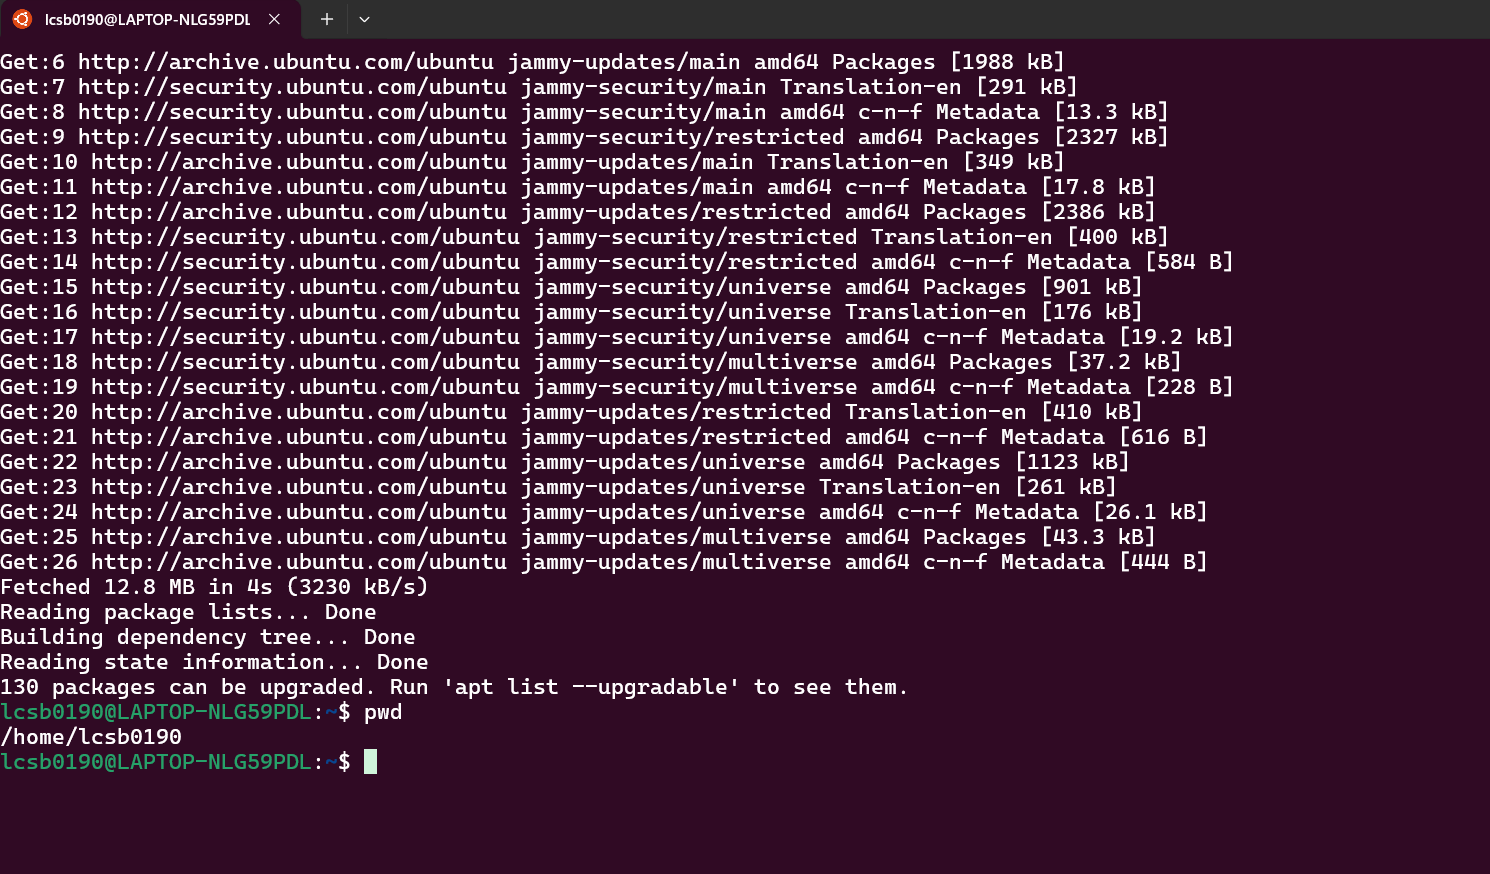 lcsb0190@LAPTOP-NLG59PDL
Get:6 http://archive.ubuntu.com/ubuntu jammy-updates/main amd64 Packages [1988 kB]
Get:7 http://security.ubuntu.com/ubuntu jammy-security/main Translation-en [291 kB]
Get:8 http://security.ubuntu.com/ubuntu jammy-security/main amd64 c-n-f Metadata [13.3 kB]
Get:9 http://security.ubuntu.com/ubuntu jammy-security/restricted amd64 Packages [2327 kB]
Get:10 http://archive.ubuntu.com/ubuntu jammy-updates/main Translation-en [349 kB]
Get:11 http://archive.ubuntu.com/ubuntu jammy-updates/main amd64 c-n-f Metadata [17.8 kB]
Get:12 http://archive.ubuntu.com/ubuntu jammy-updates/restricted amd64 Packages [2386 kB]
Get:13 http://security.ubuntu.com/ubuntu jammy-security/restricted Translation-en [400 kB]
Get:14 http://security.ubuntu.com/ubuntu jammy-security/restricted amd64 c-n-f Metadata [584 B]
Get:15 http://security.ubuntu.com/ubuntu jammy-security/universe amd64 Packages [901 kB]
Get:16 http://security.ubuntu.com/ubuntu jammy-security/universe Translation-en [176 kB]
Get:17 http://security.ubuntu.com/ubuntu jammy-security/universe amd64 c-n-f Metadata [19.2 kB]
Get:18 http://security.ubuntu.com/ubuntu jammy-security/multiverse amd64 Packages [37.2 kB]
Get:19 http://security.ubuntu.com/ubuntu jammy-security/multiverse amd64 c-n-f Metadata [228 B]
Get:20 http://archive.ubuntu.com/ubuntu jammy-updates/restricted Translation-en [410 kB]
Get:21 http://archive.ubuntu.com/ubuntu jammy-updates/restricted amd64 c-n-f Metadata [616 B]
Get:22 http://archive.ubuntu.com/ubuntu jammy-updates/universe amd64 Packages [1123 kB]
Get:23 http://archive.ubuntu.com/ubuntu jammy-updates/universe Translation-en [261 kB]
Get:24 http://archive.ubuntu.com/ubuntu jammy-updates/universe amd64 c-n-f Metadata [26.1 kB]
Get:25 http://archive.ubuntu.com/ubuntu jammy-updates/multiverse amd64 Packages [43.3 kB]
Get:26 http://archive.ubuntu.com/ubuntu jammy-updates/multiverse amd64 c-n-f Metadata [444 B]
Fetched 12.8 MB in 4s (3230 kB/s)
Reading package lists... Done
Building dependency tree... Done
Reading state information... Done
130 packages can be upgraded. Run 'apt list --upgradable' to see them.
lcsb0190@LAPTOP-NLG59PDL:~$ pwd
/home/lcsb0190
lcsb0190@LAPTOP-NLG59PDL:~$